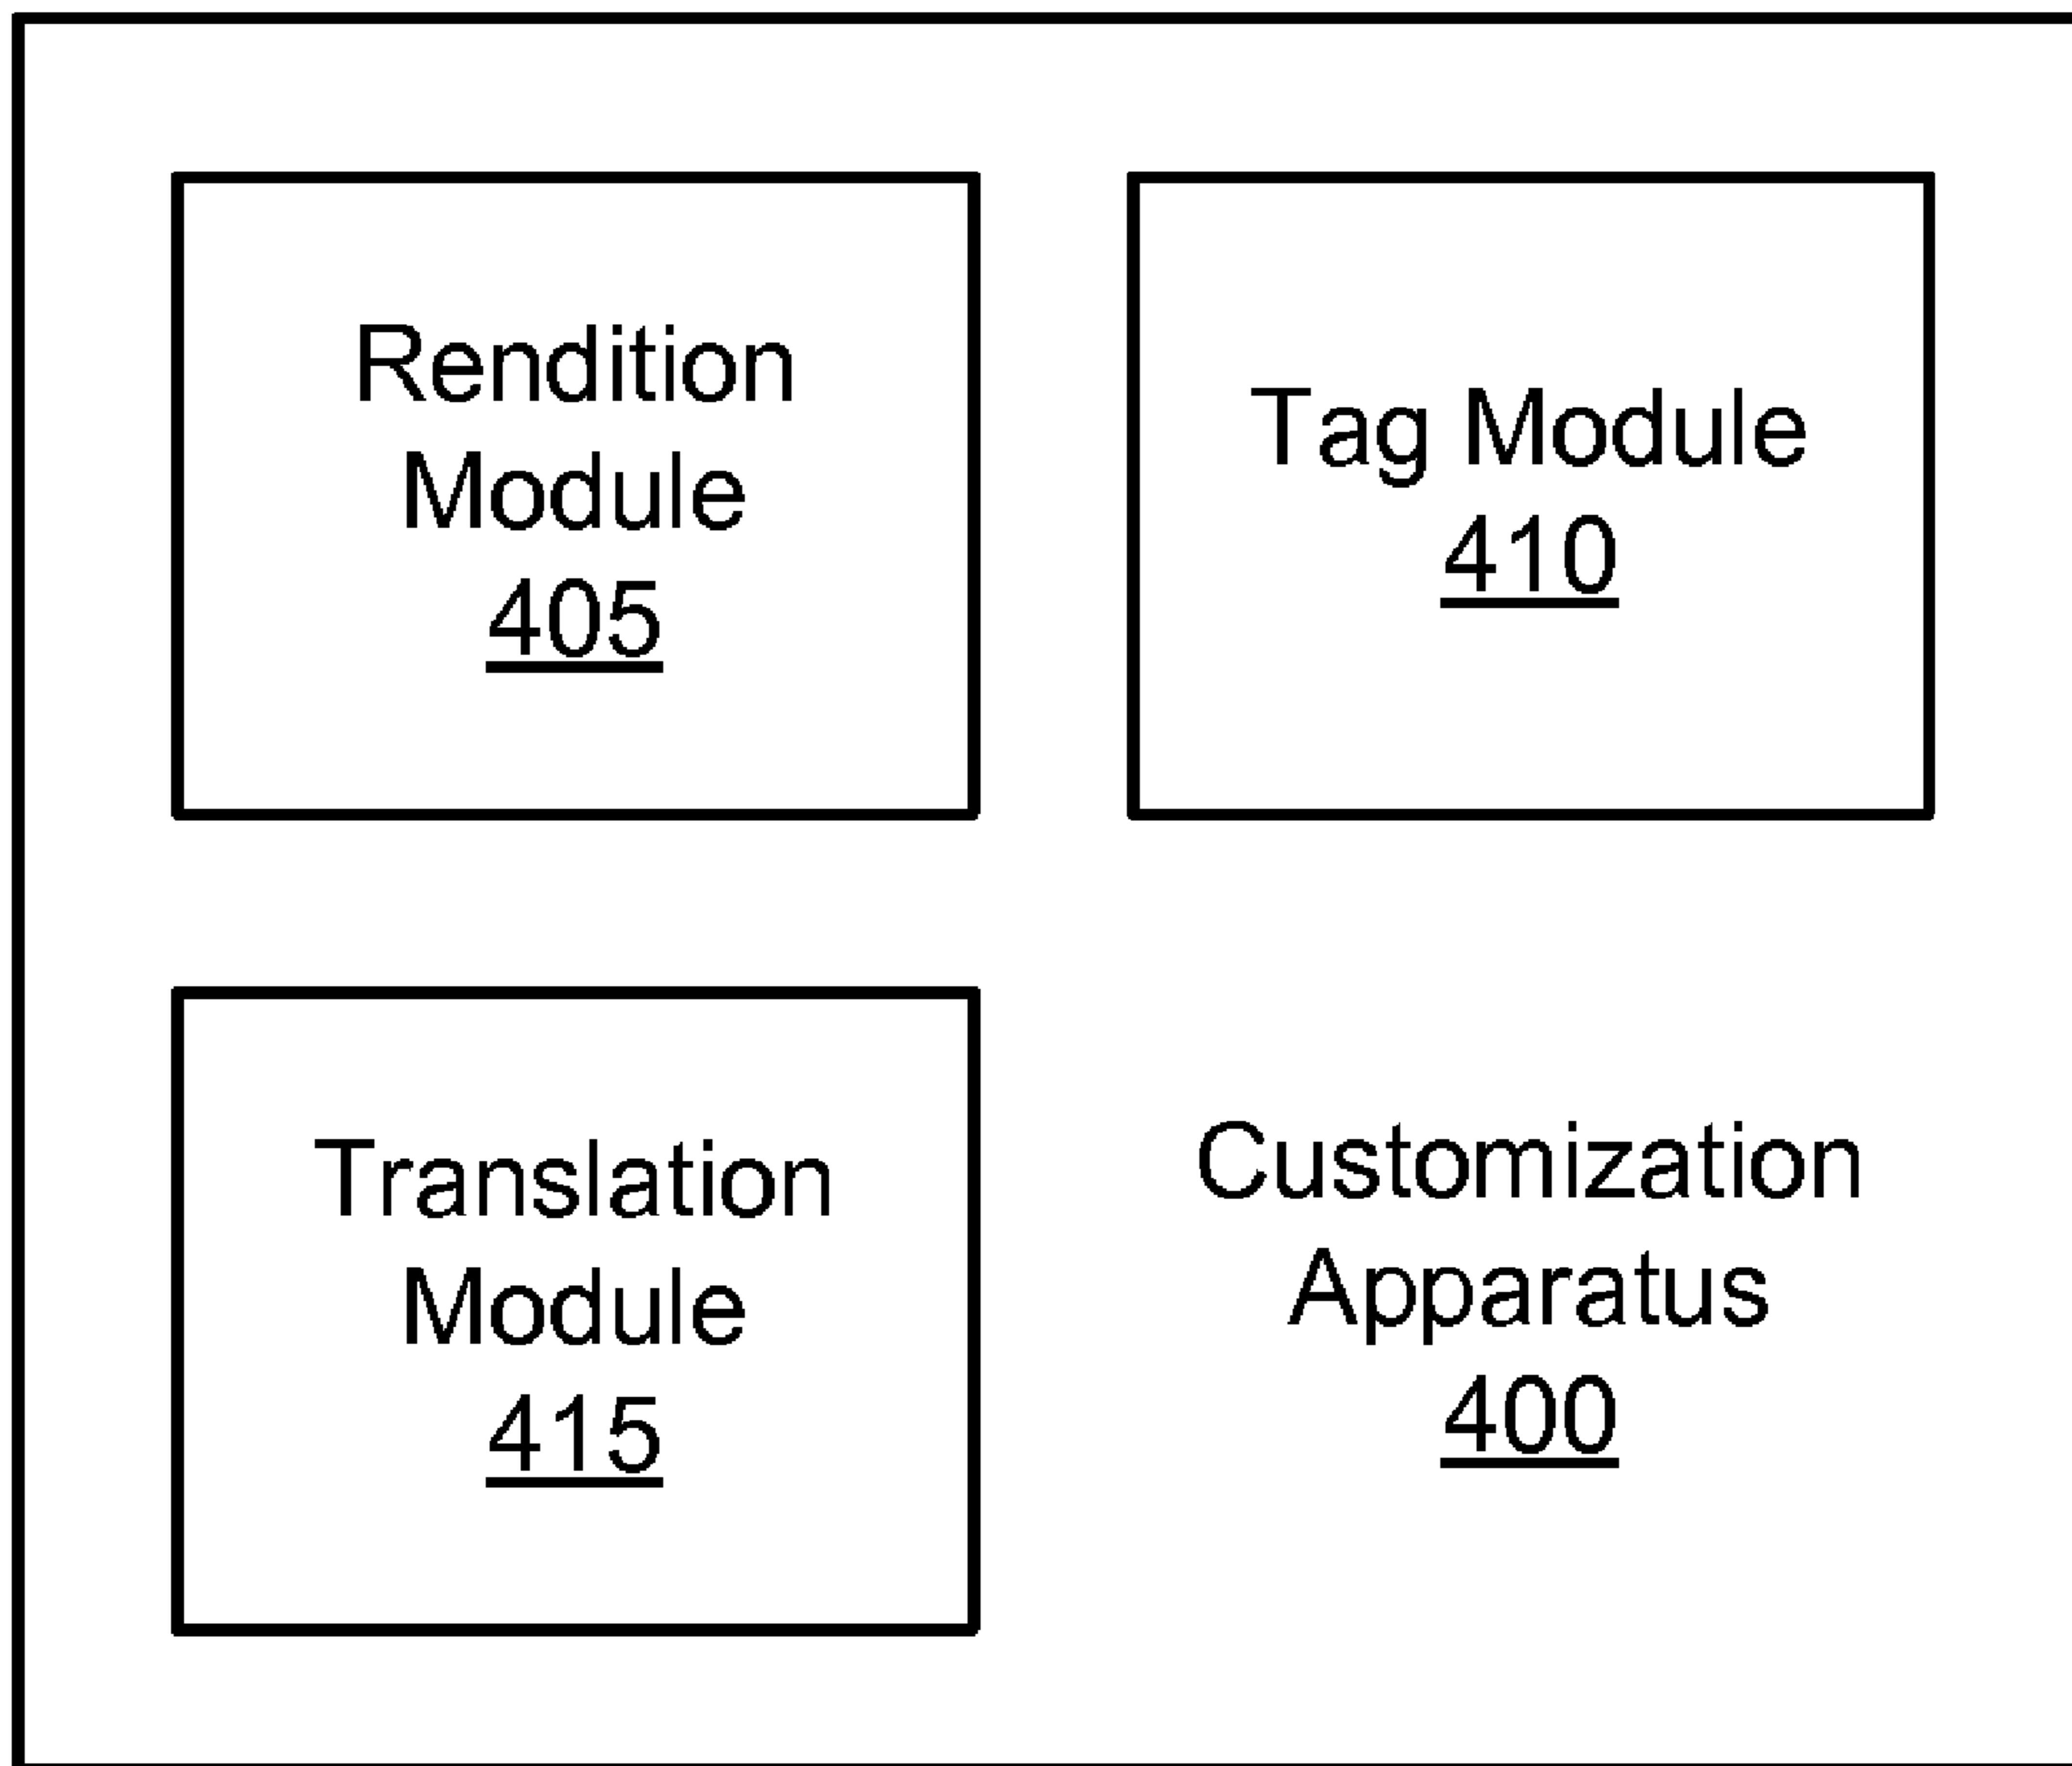 Rendition
Module
405
Tag Module
410
Translation
Module
415
Customization
Apparatus
400